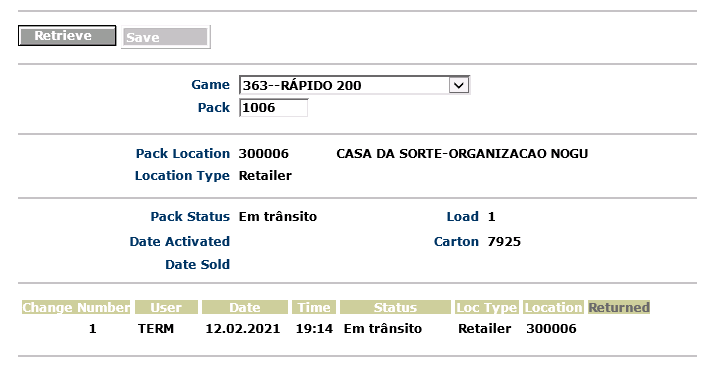 Retrieve Save
Game 363--RÁPIDO 200
Pack 1006
Pack Location 300006 CASA DA SORTE-ORGANIZACAO NOGU
Location Type Retailer
Pack Status Em trânsito Load 1
Date Activated Carton 7925
Date Sold
Change Number User Date Time Status Loc Type Location Returned
1 TERM 12.02.2021 19:14 Em trânsito Retailer 300006